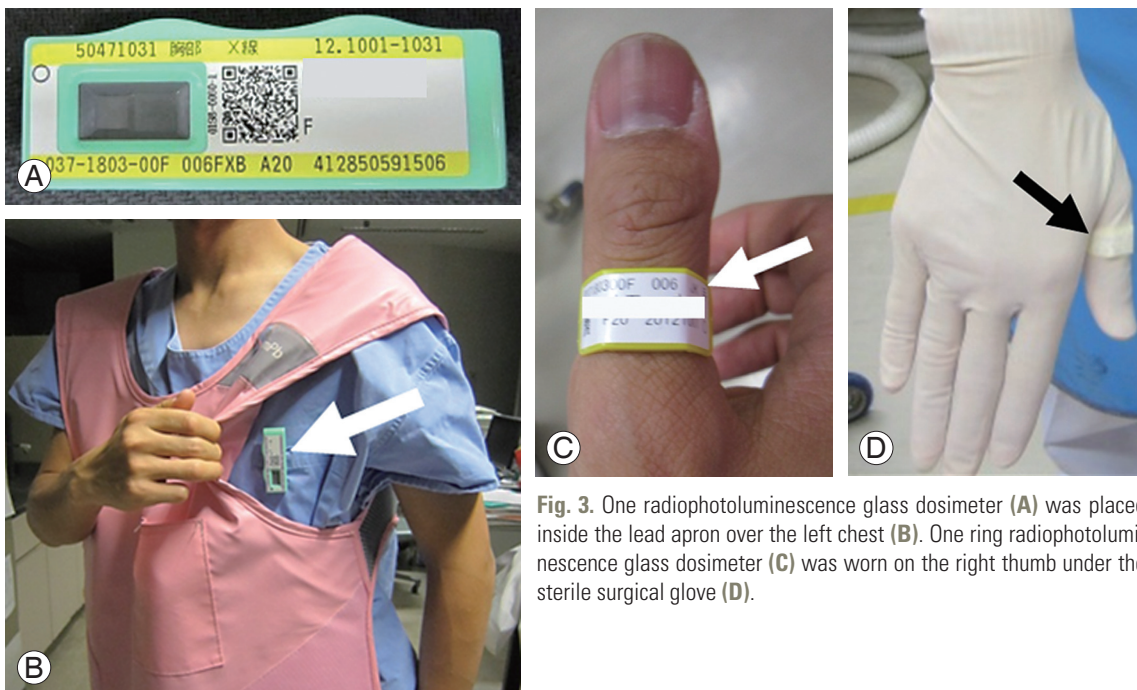 50471031 胸部 X線 12.1001-1031
F
037-1803-00F 006FXB A20 412850591506
A
Pb
B
006
F20
C
D
Fig. 3. One radiophotoluminescence glass dosimeter (A) was placed
inside the lead apron over the left chest (B). One ring radiophotolumi
nescence glass dosimeter (C) was worn on the right thumb under the
sterile surgical glove (D).